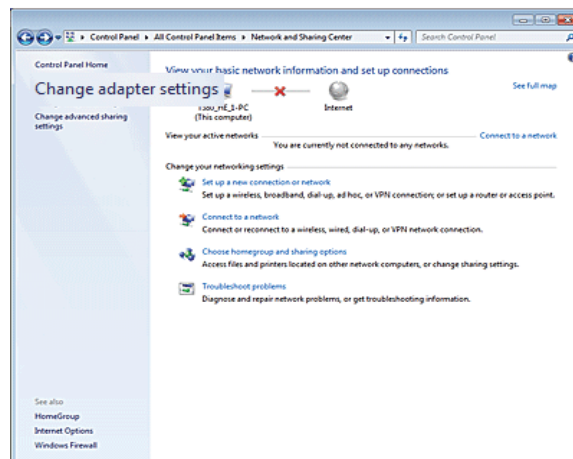 Control Panel ▸ All Control Panel Items ▸ Network and Sharing Center
Search Control Panel
Control Panel Home
Change adapter settings
Change advanced sharing
settings
See also
HomeGroup
Internet Options
Windows Firewall
View your basic network information and set up connections
See full map
(This computer)
Internet
View your active networks
Connect to a network
You are currently not connected to any networks.
Change your networking settings
Set up a new connection or network
Set up a wireless, broadband, dial-up, ad hoc, or VPN connection; or set up a router or access point.
Connect to a network
Connect or reconnect to a wireless, wired, dial-up, or VPN network connection.
Choose homegroup and sharing options
Access files and printers located on other network computers, or change sharing settings.
Troubleshoot problems
Diagnose and repair network problems, or get troubleshooting information.